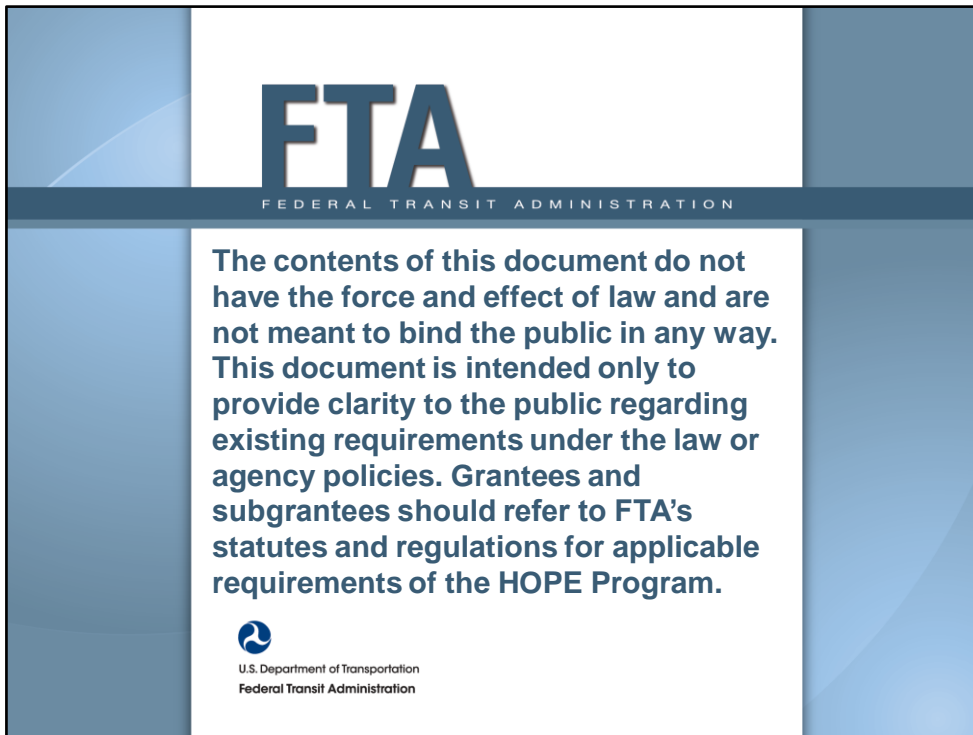 FTA
FEDERAL TRANSIT ADMINISTRATION
The contents of this document do not
have the force and effect of law and are
not meant to bind the public in any way.
This document is intended only to
provide clarity to the public regarding
existing requirements under the law or
agency policies. Grantees and
subgrantees should refer to FTA’s
statutes and regulations for applicable
requirements of the HOPE Program.
U.S. Department of Transportation
Federal Transit Administration